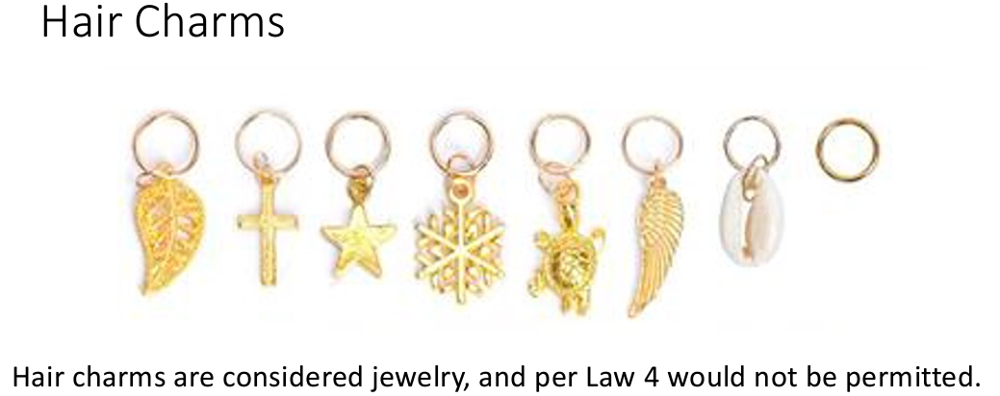 Hair Charms
Hair charms are considered jewelry, and per Law 4 would not be permitted.